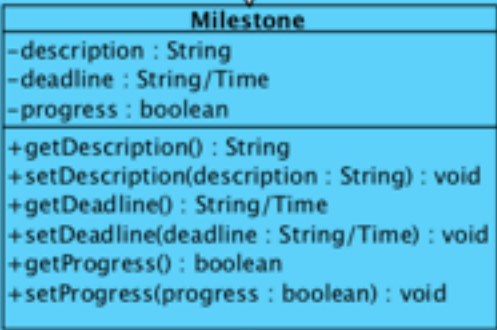 Milestone
-description : String
-deadline : String/Time
-progress : boolean
+getDescription() : String
+setDescription(description : String) : void
+getDeadline() : String/Time
+setDeadline(deadline : String/Time) : void
+getProgress() : boolean
+setProgress(progress : boolean) : void